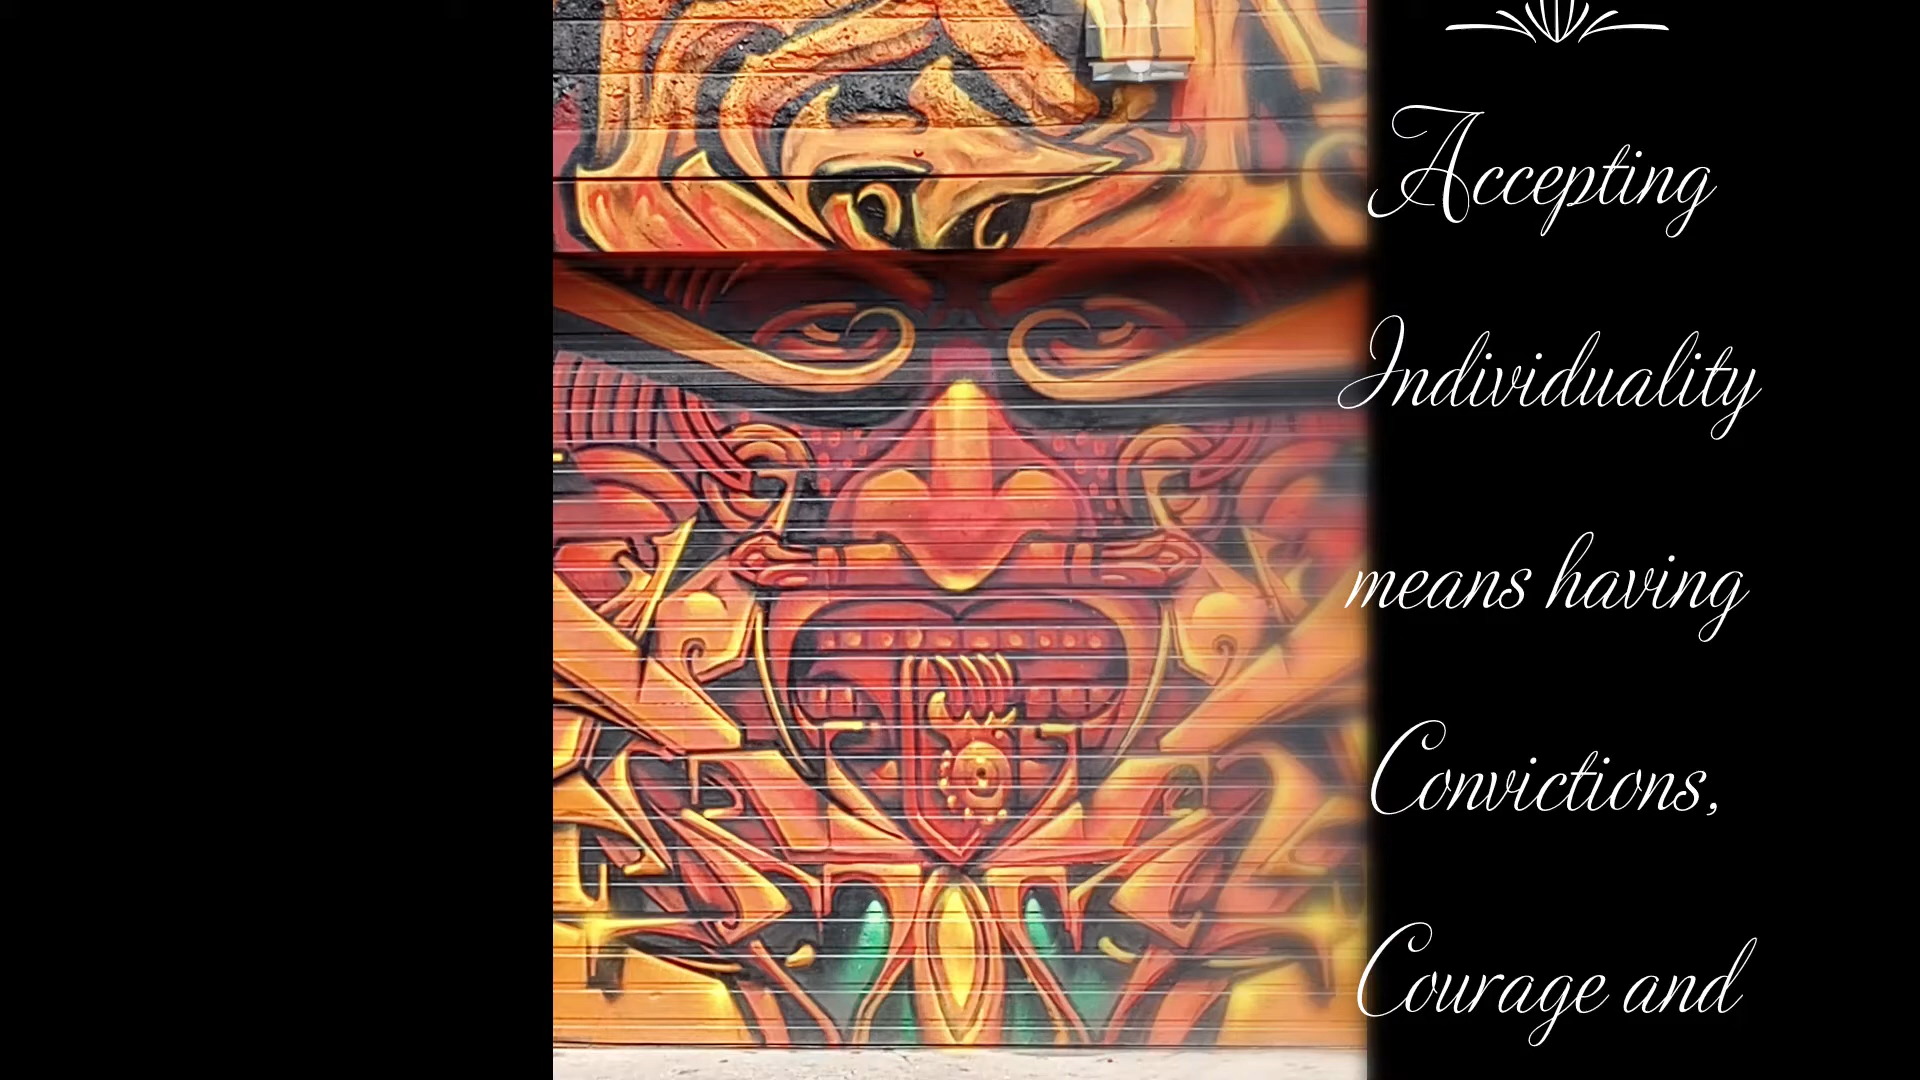 Accepting
Individuality
means having
Convictions,
Courage and